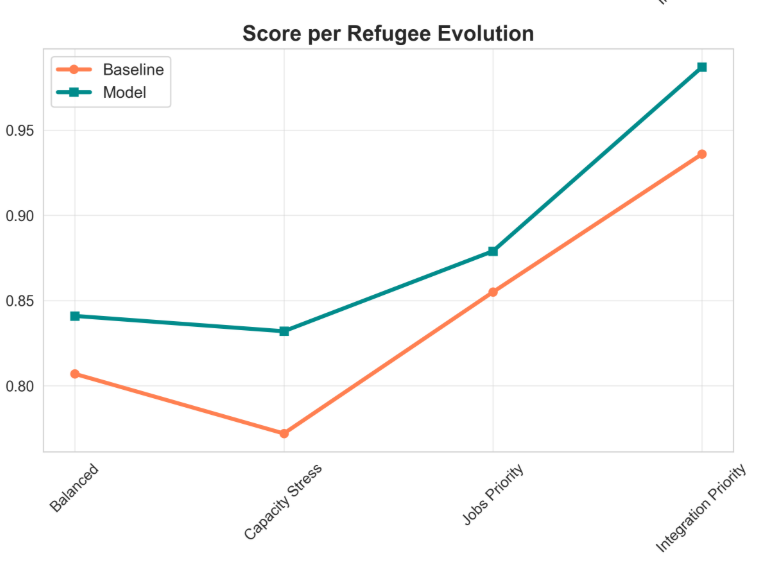 Score per Refugee Evolution
Baseline
Model
0.95
0.90
0.85
0.80
Balanced
Capacity Stress
Jobs Priority
Integration Priority